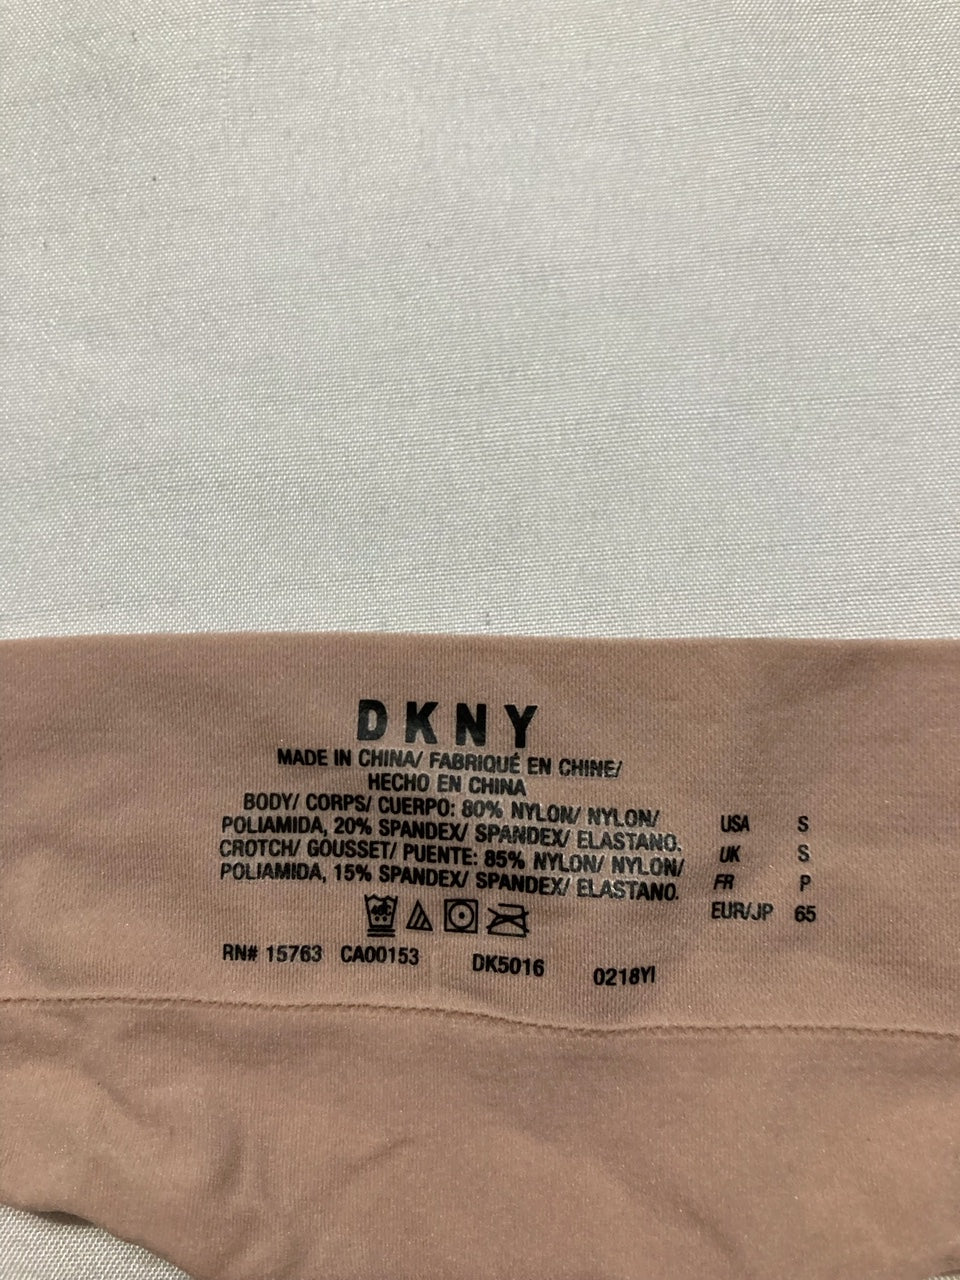 DKNY
MADE IN CHINA/ FABRIQUÉ EN CHINE/
HECHO EN CHINA
BODY/ CORPS/ CUERPO: 80% NYLON/ NYLON/
POLIAMIDA, 20% SPANDEX/ SPANDEX/ ELASTANO.
CROTCH/ GOUSSET/ PUENTE: 85% NYLON/ NYLON/
POLIAMIDA, 15% SPANDEX/ SPANDEX/ ELASTANO.
RN# 15763 CA00153 DK5016 0218YI
USA S
UK S
FR P
EUR/JP 65